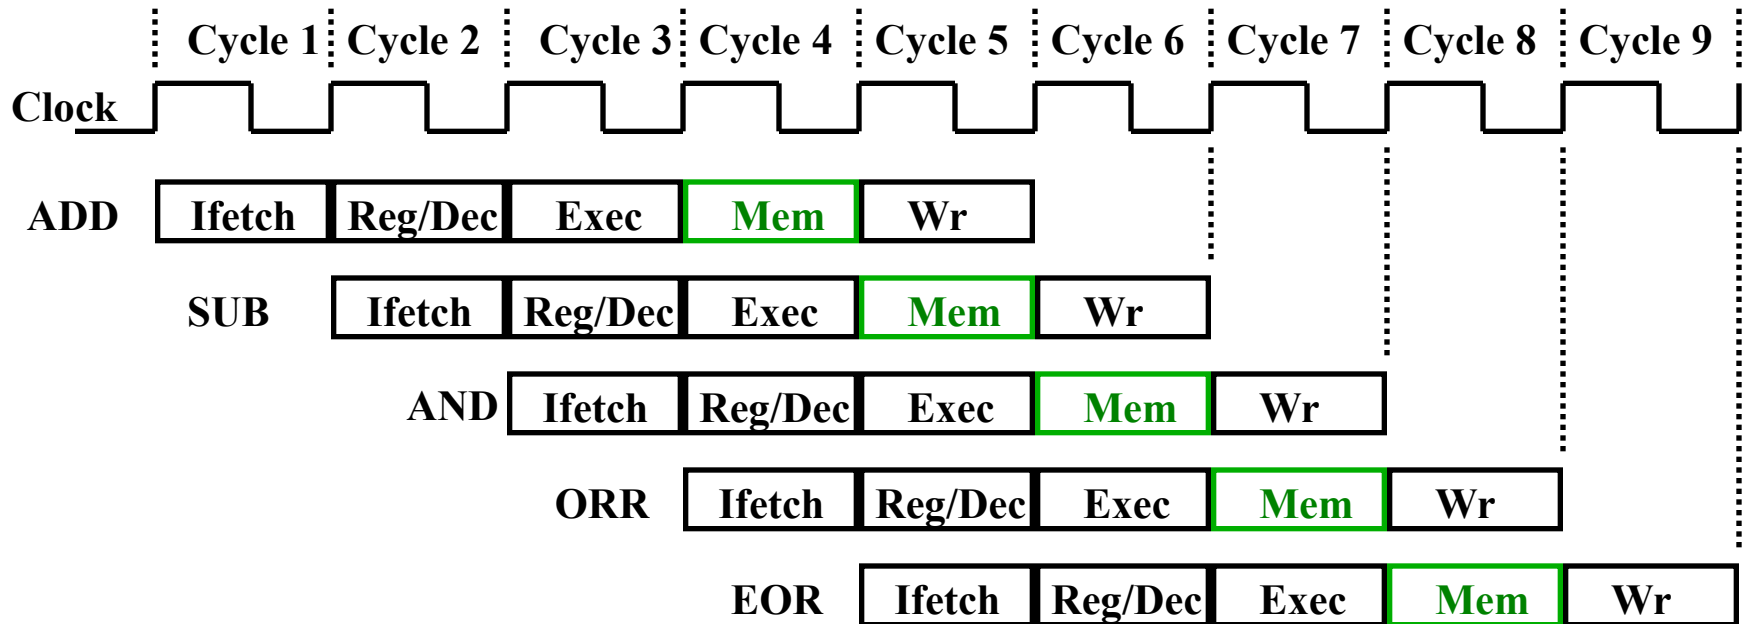 Cycle 1 Cycle 2 Cycle 3 Cycle 4 Cycle 5 Cycle 6 Cycle 7 Cycle 8 Cycle 9
Clock
ADD Ifetch Reg/Dec Exec Mem Wr
SUB Ifetch Reg/Dec Exec Mem Wr
AND Ifetch Reg/Dec Exec Mem Wr
ORR Ifetch Reg/Dec Exec Mem Wr
EOR Ifetch Reg/Dec Exec Mem Wr